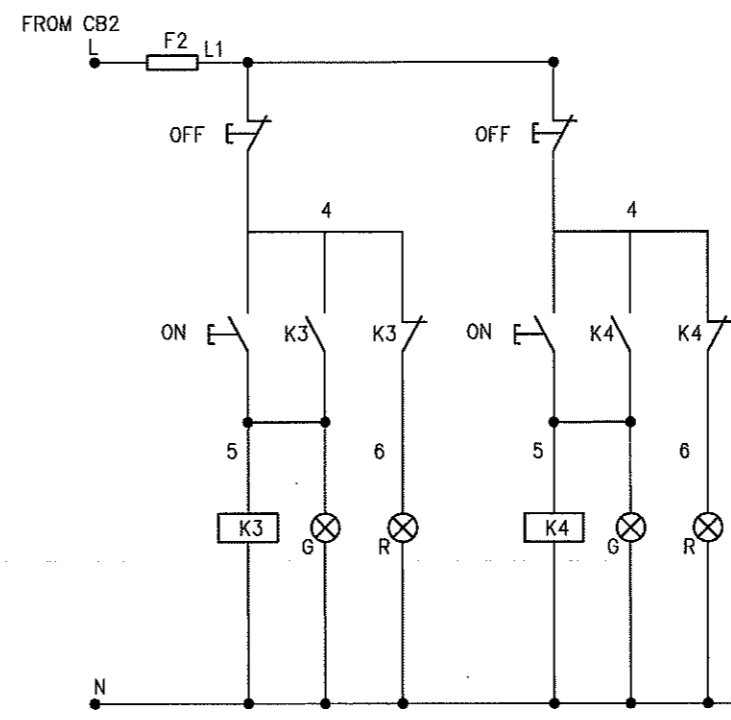 FROM CB2
L F2 L1
OFF OFF
4 4
ON K3 K3 ON K4 K4
5 6 5 6
K3 G R K4 G R
N